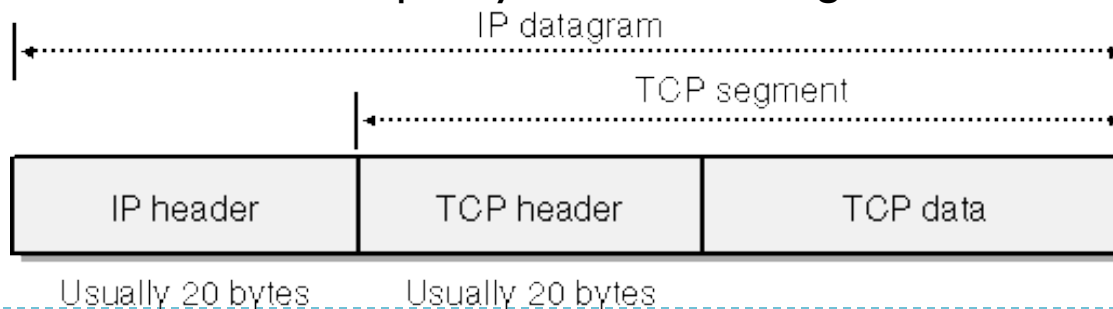 IP datagram
TCP segment
IP header TCP header TCP data
Usually 20 bytes Usually 20 bytes